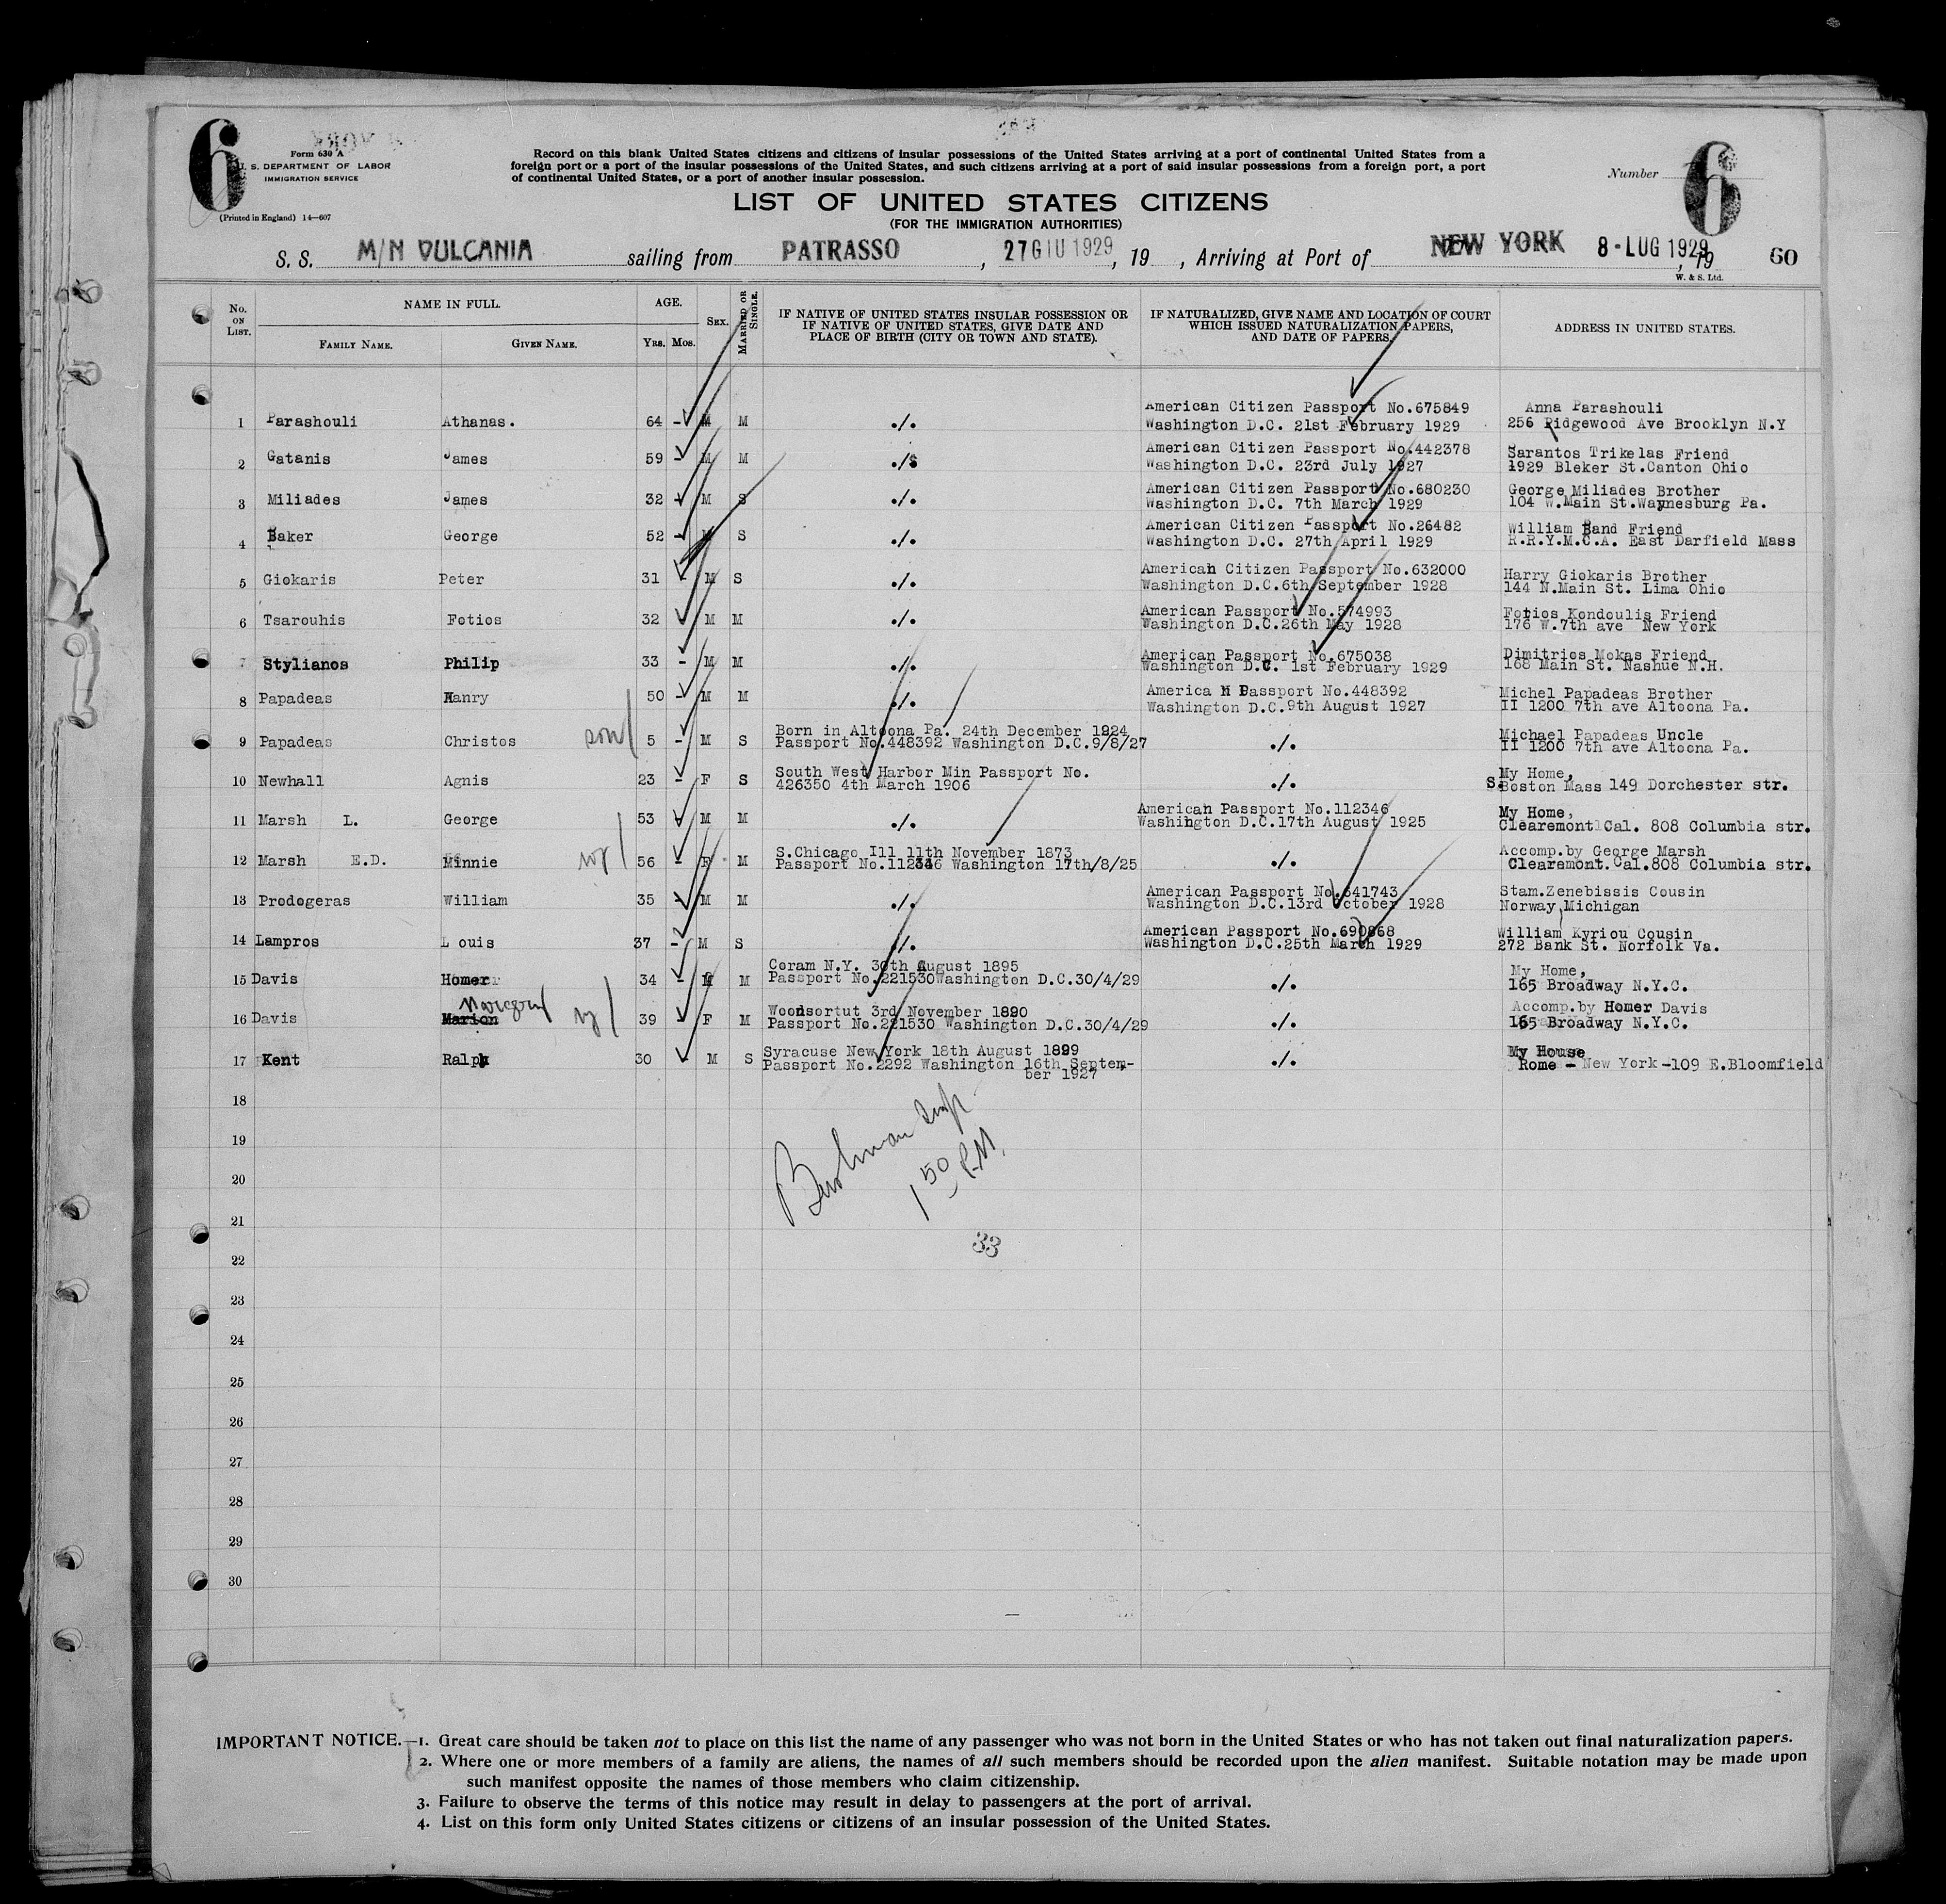 6
Form 630 A
U. S. DEPARTMENT OF LABOR
IMMIGRATION SERVICE
(Printed in England) 14—607
Record on this blank United States citizens and citizens of insular possessions of the United States arriving at a port of continental United States from a
foreign port or a port of the insular possessions of the United States, and such citizens arriving at a port of said insular possessions from a foreign port, a port
of continental United States, or a port of another insular possession.
Number 6
LIST OF UNITED STATES CITIZENS
(FOR THE IMMIGRATION AUTHORITIES)
S. S. M/N VULCANIA sailing from PATRASSO, 27 GIU 1929, 19 , Arriving at Port of NEW YORK 8 - LUG 1929, 19 60
W. & S. Ltd.
No. ON LIST. NAME IN FULL. FAMILY NAME. GIVEN NAME. AGE. YRS. MOS. SEX. MARRIED OR SINGLE. IF NATIVE OF UNITED STATES INSULAR POSSESSION OR IF NATIVE OF UNITED STATES, GIVE DATE AND PLACE OF BIRTH (CITY OR TOWN AND STATE). IF NATURALIZED, GIVE NAME AND LOCATION OF COURT WHICH ISSUED NATURALIZATION PAPERS, AND DATE OF PAPERS. ADDRESS IN UNITED STATES.
American Citizen Passport No.675849 Anna Parashouli
1 Parashouli Athanas. 64 - M M ./. Washington D.C. 21st February 1929 256 Ridgewood Ave Brooklyn N.Y
American Citizen Passport No.442378 Sarantos Trikelas Friend
2 Gatanis James 59 - M M ./. Washington D.C. 23rd July 1927 1929 Bleker St.Canton Ohio
American Citizen Passport No.680230 George Miliades Brother
3 Miliades James 32 - M S ./. Washington D.C. 7th March 1929 104 W.Main St.Waynesburg Pa.
American Citizen Passport No.26482 William Band Friend
4 Baker George 52 - M S ./. Washington D.C. 27th April 1929 R.R.Y.M.C.A. East Darfield Mass
American Citizen Passport No.632000 Harry Giokaris Brother
5 Giokaris Peter 31 - M S ./. Washington D.C.6th September 1928 144 N.Main St. Lima Ohio
American Passport No.574993 Fotios Kondoulis Friend
6 Tsarouhis Fotios 32 M M ./. Washington D.C.26th May 1928 176 W.7th ave New York
American Passport No.675038 Dimitrios Mokas Friend
7 Stylianos Philip 33 - M M ./. Washington D.C. 1st February 1929 168 Main St. Nashue N.H.
America N Passport No.448392 Michel Papadeas Brother
8 Papadeas Hanry 50 - M M ./. Washington D.C.9th August 1927 II 1200 7th ave Altoona Pa.
Born in Altoona Pa. 24th December 1924 Michael Papadeas Uncle
9 Papadeas Christos son 5 - M S Passport No.448392 Washington D.C.9/8/27 ./. II 1200 7th ave Altoona Pa.
South West Harbor Min Passport No. My Home,
10 Newhall Agnis 23 - F S 426350 4th March 1906 ./. S.Boston Mass 149 Dorchester str.
American Passport No.112346 My Home,
11 Marsh L. George 53 - M M ./. Washington D.C.17th August 1925 Clearemont Cal. 808 Columbia str.
S.Chicago Ill 11th November 1873 Accomp.by George Marsh
12 Marsh E.D. Minnie 56 - F M Passport No.112346 Washington 17th/8/25 ./. Clearemont.Cal.808 Columbia str.
American Passport No.641743 Stam.Zenebissis Cousin
13 Prodogeras William 35 - M M ./. Washington D.C.13rd October 1928 Norway Michigan
American Passport No.690868 William Kyriou Cousin
14 Lampros Louis 37 - M S ./. Washington D.C.25th March 1929 272 Bank St. Norfolk Va.
Coram N.Y. 30th August 1895 My Home,
15 Davis Homer 34 - M M Passport No.221530Washington D.C.30/4/29 ./. 165 Broadway N.Y.C.
Woonsortut 3rd November 1890 Accomp.by Homer Davis
16 Davis Marion 39 F M Passport No.221530 Washington D.C.30/4/29 ./. 165 Broadway N.Y.C.
Syracuse New York 18th August 1899 My House
17 Kent Ralph 30 - M S Passport No.2292 Washington 16th Septem- ./. Rome - New York -109 E.Bloomfield
ber 1927
18
19
1 50 P.M.
20
21
33
22
23
24
25
26
27
28
29
30
IMPORTANT NOTICE.—1. Great care should be taken not to place on this list the name of any passenger who was not born in the United States or who has not taken out final naturalization papers.
2. Where one or more members of a family are aliens, the names of all such members should be recorded upon the alien manifest. Suitable notation may be made upon
such manifest opposite the names of those members who claim citizenship.
3. Failure to observe the terms of this notice may result in delay to passengers at the port of arrival.
4. List on this form only United States citizens or citizens of an insular possession of the United States.